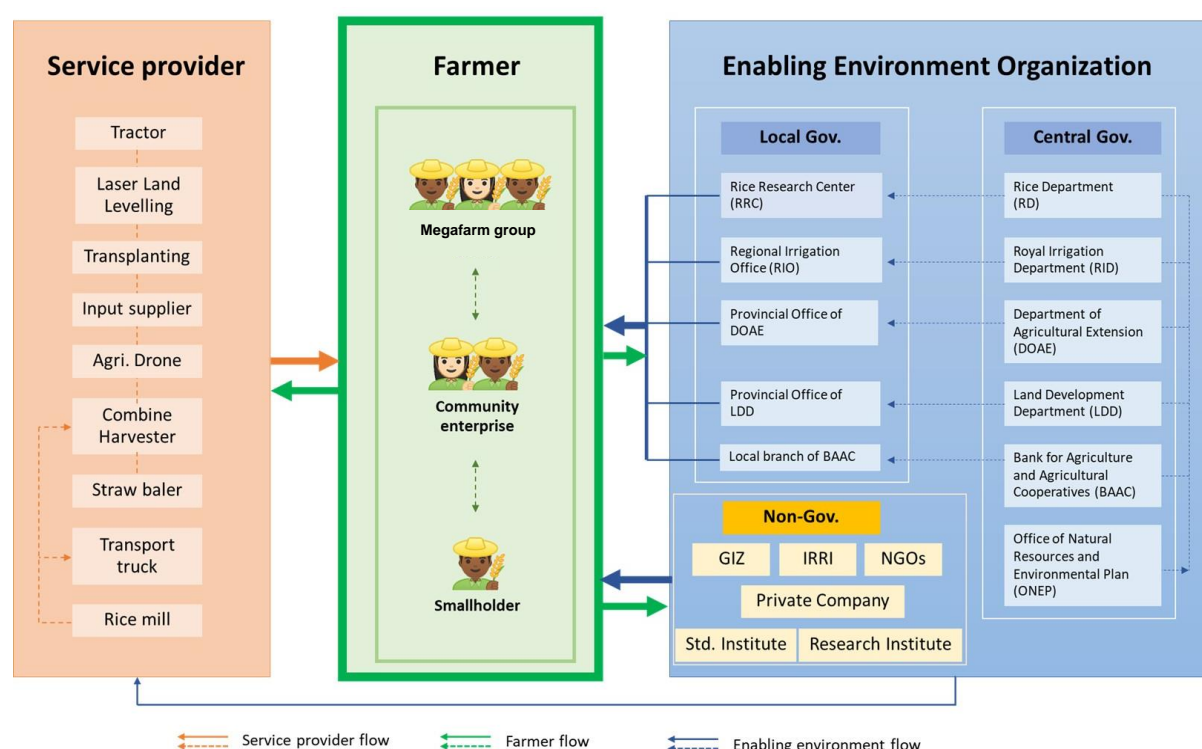 Service provider
Tractor
Laser Land
Levelling
Transplanting
Input supplier
Agri. Drone
Combine
Harvester
Straw baler
Transport
truck
Rice mill
Farmer
Megafarm group
Community
enterprise
Smallholder
Enabling Environment Organization
Local Gov.
Rice Research Center
(RRC)
Regional Irrigation
Office (RIO)
Provincial Office of
DOAE
Provincial Office of
LDD
Local branch of BAAC
Central Gov.
Rice Department
(RD)
Royal Irrigation
Department (RID)
Department of
Agricultural Extension
(DOAE)
Land Development
Department (LDD)
Bank for Agriculture
and Agricultural
Cooperatives (BAAC)
Office of Natural
Resources and
Environmental Plan
(ONEP)
Non-Gov.
GIZ
IRRI
NGOs
Private Company
Std. Institute
Research Institute
Service provider flow
Farmer flow
Enabling environment flow